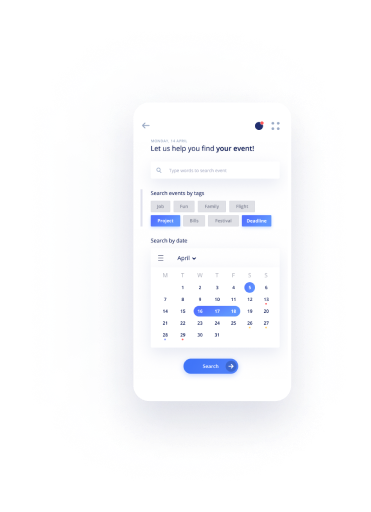 MONDAY, 14 APRIL
Let us help you find your event!
Type words to search event
Search events by tags
Job Fun Family Flight
Project Bills Festival Deadline
Search by date
April
M T W T F S S
1 2 3 4 5 6
7 8 9 10 11 12 13
14 15 16 17 18 19 20
21 22 23 24 25 26 27
28 29 30 31
Search